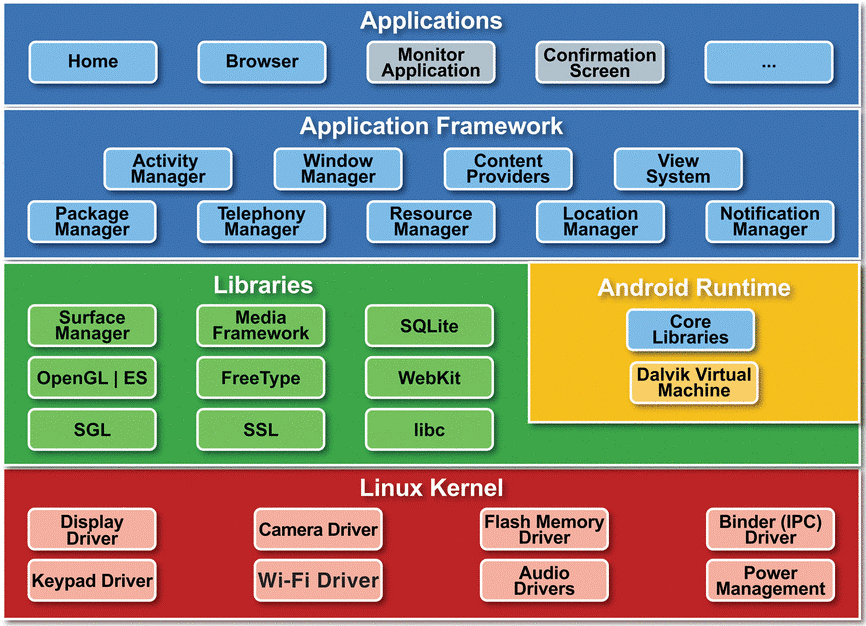 Applications
Home
Browser
Monitor
Application
Confirmation
Screen
...
Application Framework
Activity
Manager
Window
Manager
Content
Providers
View
System
Package
Manager
Telephony
Manager
Resource
Manager
Location
Manager
Notification
Manager
Libraries
Surface
Manager
Media
Framework
SQLite
OpenGL | ES
FreeType
WebKit
SGL
SSL
libc
Android Runtime
Core
Libraries
Dalvik Virtual
Machine
Linux Kernel
Display
Driver
Camera Driver
Flash Memory
Driver
Binder (IPC)
Driver
Keypad Driver
Wi-Fi Driver
Audio
Drivers
Power
Management